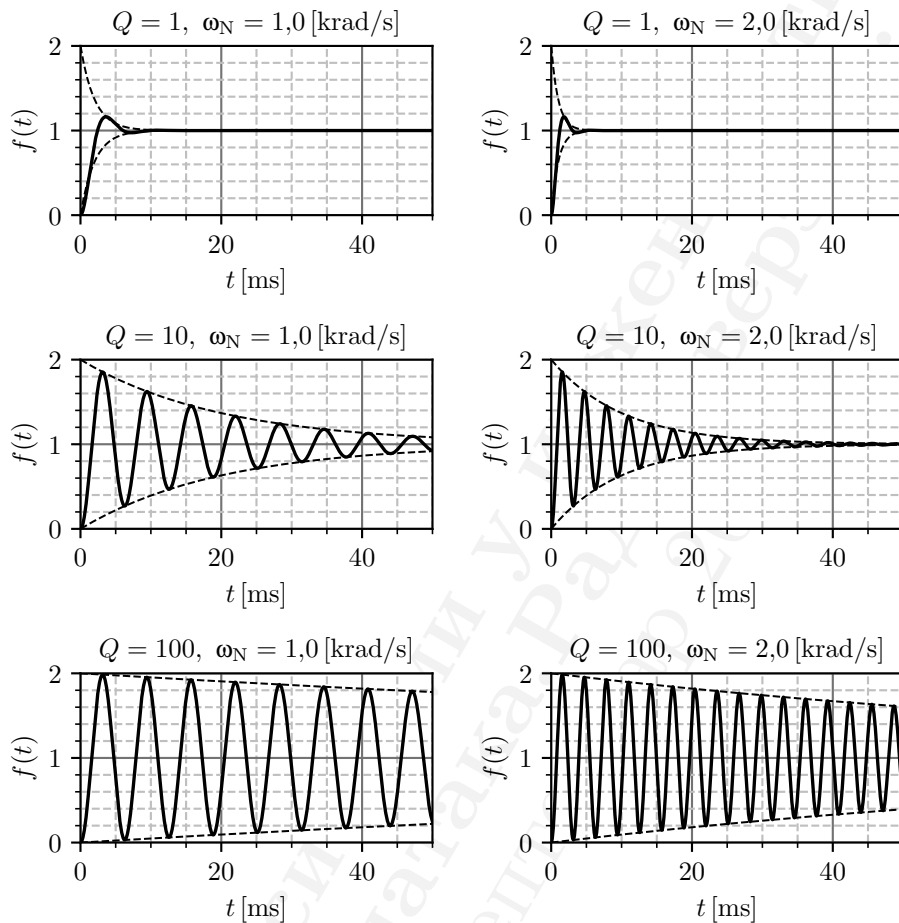 Q = 1, ω_N = 1,0 [krad/s]
2
1
0
f(t)
0 20 40
t [ms]
Q = 1, ω_N = 2,0 [krad/s]
2
1
0
f(t)
0 20 40
t [ms]
Q = 10, ω_N = 1,0 [krad/s]
2
1
0
f(t)
0 20 40
t [ms]
Q = 10, ω_N = 2,0 [krad/s]
2
1
0
f(t)
0 20 40
t [ms]
Q = 100, ω_N = 1,0 [krad/s]
2
1
0
f(t)
0 20 40
t [ms]
Q = 100, ω_N = 2,0 [krad/s]
2
1
0
f(t)
0 20 40
t [ms]